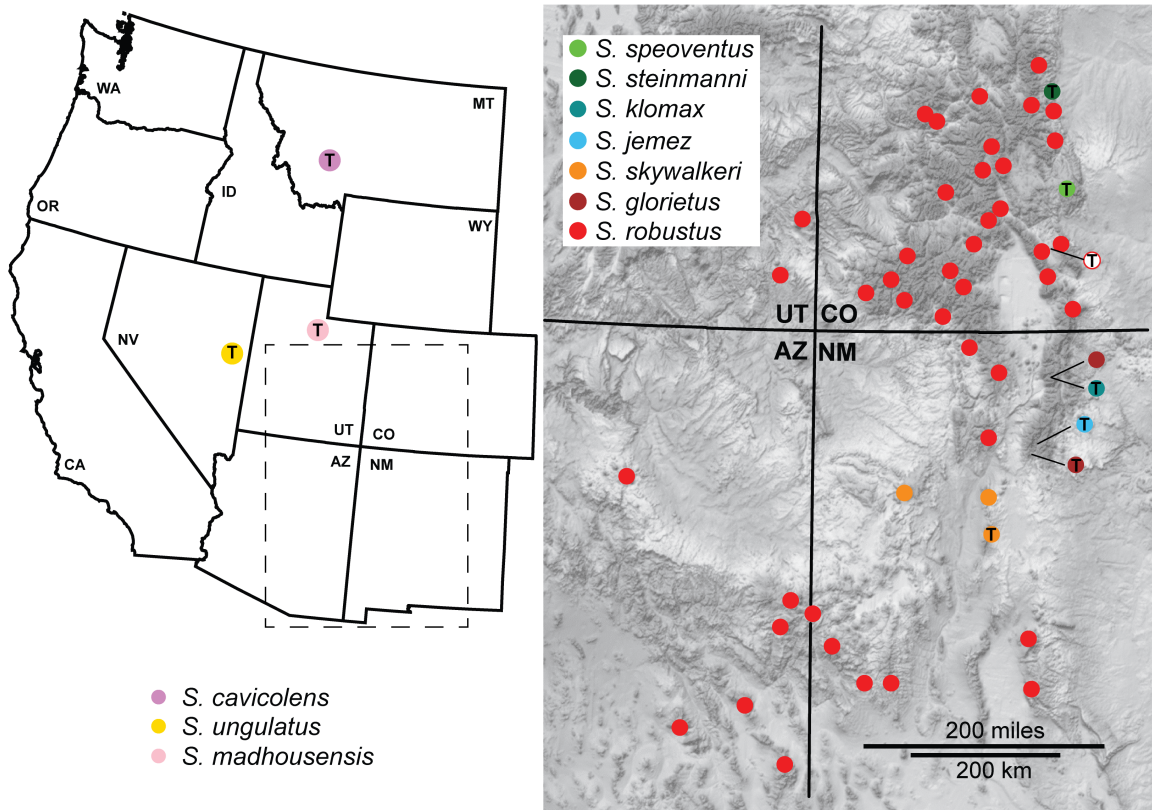 WA
MT
T
ID
OR
WY
NV
T
T
CA
UT
CO
AZ
NM
S. cavicolens
S. ungulatus
S. madhousensis
S. speoventus
S. steinmanni
S. klomax
S. jemez
S. skywalkeri
S. glorietus
S. robustus
T
T
T
UT CO
AZ NM
T
T
T
T
200 miles
200 km